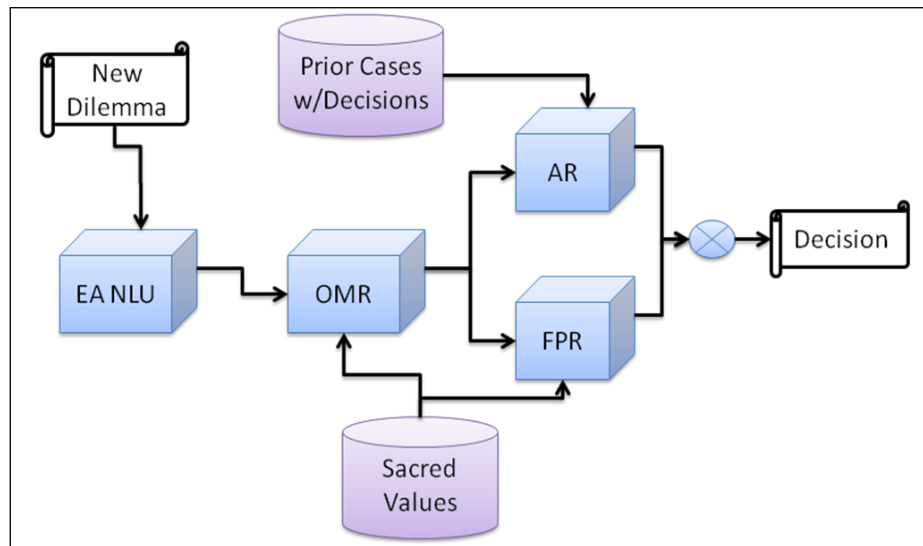 New
Dilemma
Prior Cases
w/Decisions
AR
Decision
EA NLU
OMR
FPR
Sacred
Values